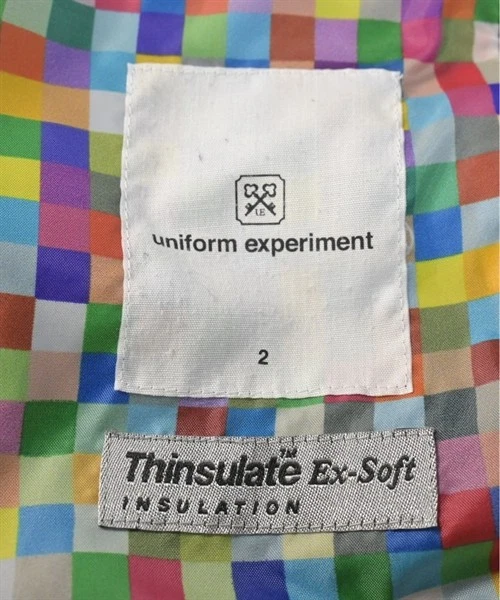 UE
uniform experiment
2
Thinsulate™ Ex-Soft
INSULATION